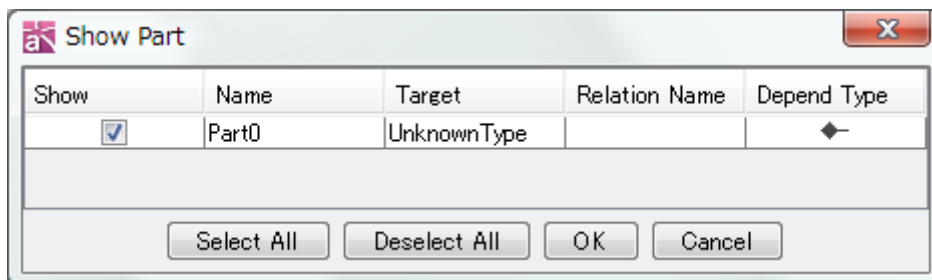 Show Part
Show Name Target Relation Name Depend Type
Part0 UnknownType
Select All Deselect All OK Cancel